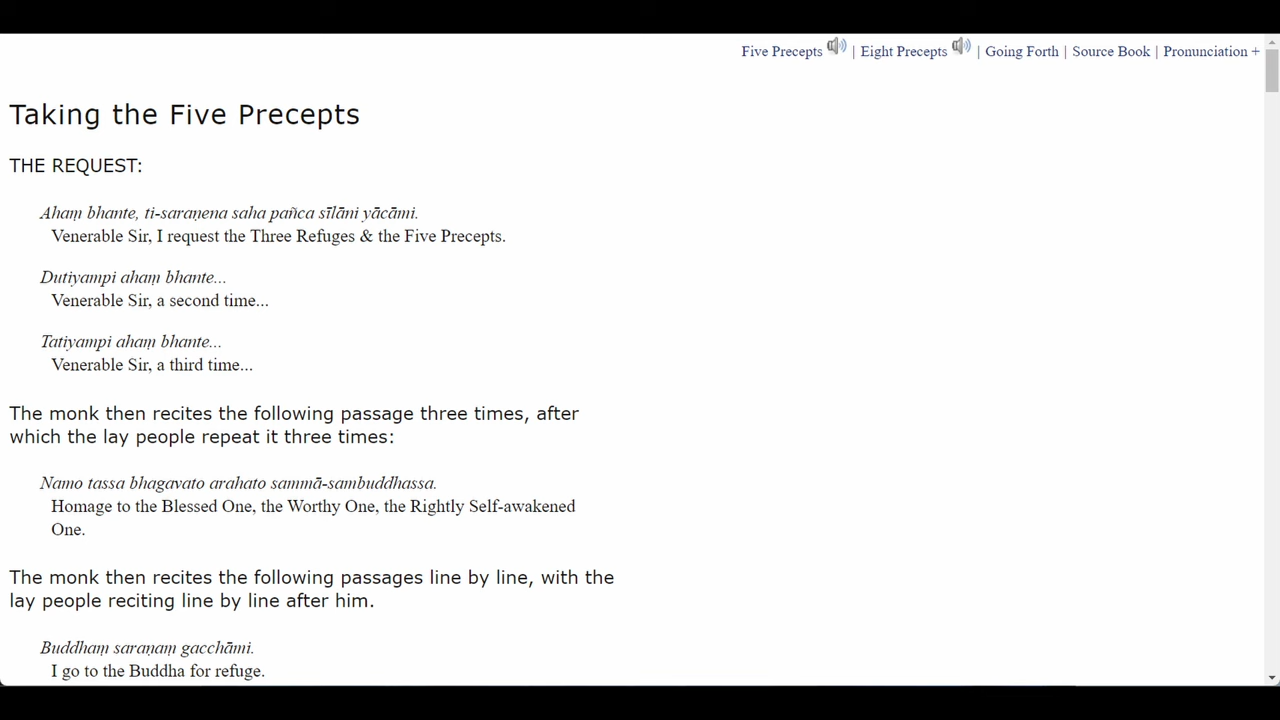 Five Precepts | Eight Precepts | Going Forth | Source Book | Pronunciation +
Taking the Five Precepts
THE REQUEST:
Ahaṃ bhante, ti-saraṇena saha pañca sīlāni yācāmi.
Venerable Sir, I request the Three Refuges & the Five Precepts.
Dutiyampi ahaṃ bhante...
Venerable Sir, a second time...
Tatiyampi ahaṃ bhante...
Venerable Sir, a third time...
The monk then recites the following passage three times, after
which the lay people repeat it three times:
Namo tassa bhagavato arahato sammā-sambuddhassa.
Homage to the Blessed One, the Worthy One, the Rightly Self-awakened
One.
The monk then recites the following passages line by line, with the
lay people reciting line by line after him.
Buddhaṃ saraṇaṃ gacchāmi.
I go to the Buddha for refuge.